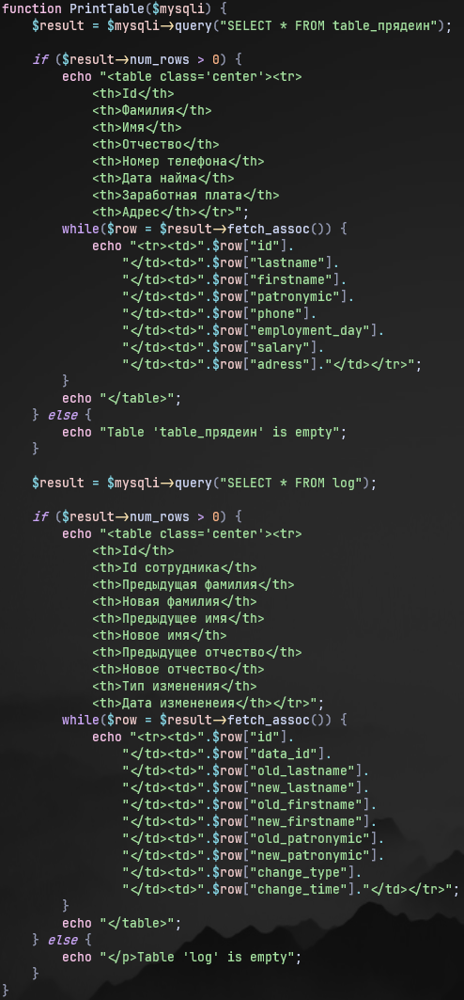 function PrintTable($mysqli) {
    $result = $mysqli->query("SELECT * FROM table_прядеин");

    if ($result->num_rows > 0) {
        echo "<table class='center'><tr>
            <th>Id</th>
            <th>Фамилия</th>
            <th>Имя</th>
            <th>Отчество</th>
            <th>Номер телефона</th>
            <th>Дата найма</th>
            <th>Заработная плата</th>
            <th>Адрес</th></tr>";
        while($row = $result->fetch_assoc()) {
            echo "<tr><td>".$row["id"].
                "</td><td>".$row["lastname"].
                "</td><td>".$row["firstname"].
                "</td><td>".$row["patronymic"].
                "</td><td>".$row["phone"].
                "</td><td>".$row["employment_day"].
                "</td><td>".$row["salary"].
                "</td><td>".$row["adress"]."</td></tr>";
        }
        echo "</table>";
    } else {
        echo "Table 'table_прядеин' is empty";
    }

    $result = $mysqli->query("SELECT * FROM log");

    if ($result->num_rows > 0) {
        echo "<table class='center'><tr>
            <th>Id</th>
            <th>Id сотрудника</th>
            <th>Предыдущая фамилия</th>
            <th>Новая фамилия</th>
            <th>Предыдущее имя</th>
            <th>Новое имя</th>
            <th>Предыдущее отчество</th>
            <th>Новое отчество</th>
            <th>Тип изменения</th>
            <th>Дата измененеия</th></tr>";
        while($row = $result->fetch_assoc()) {
            echo "<tr><td>".$row["id"].
                "</td><td>".$row["data_id"].
                "</td><td>".$row["old_lastname"].
                "</td><td>".$row["new_lastname"].
                "</td><td>".$row["old_firstname"].
                "</td><td>".$row["new_firstname"].
                "</td><td>".$row["old_patronymic"].
                "</td><td>".$row["new_patronymic"].
                "</td><td>".$row["change_type"].
                "</td><td>".$row["change_time"]."</td></tr>";
        }
        echo "</table>";
    } else {
        echo "</p>Table 'log' is empty";
    }
}